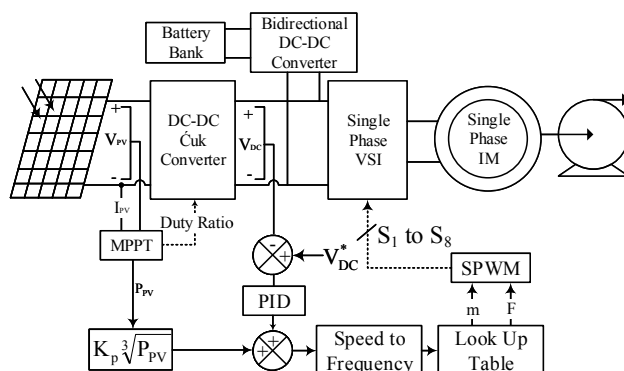 Battery
Bank
Bidirectional
DC-DC
Converter
+
V_PV
-
DC-DC
Ćuk
Converter
+
V_DC
-
Single
Phase
VSI
Single
Phase
IM
I_PV
Duty Ratio
MPPT
P_PV
-
+
V*_DC
S_1 to S_8
SPWM
PID
m
F
K_p ∛P_PV
+
+
Speed to
Frequency
Look Up
Table